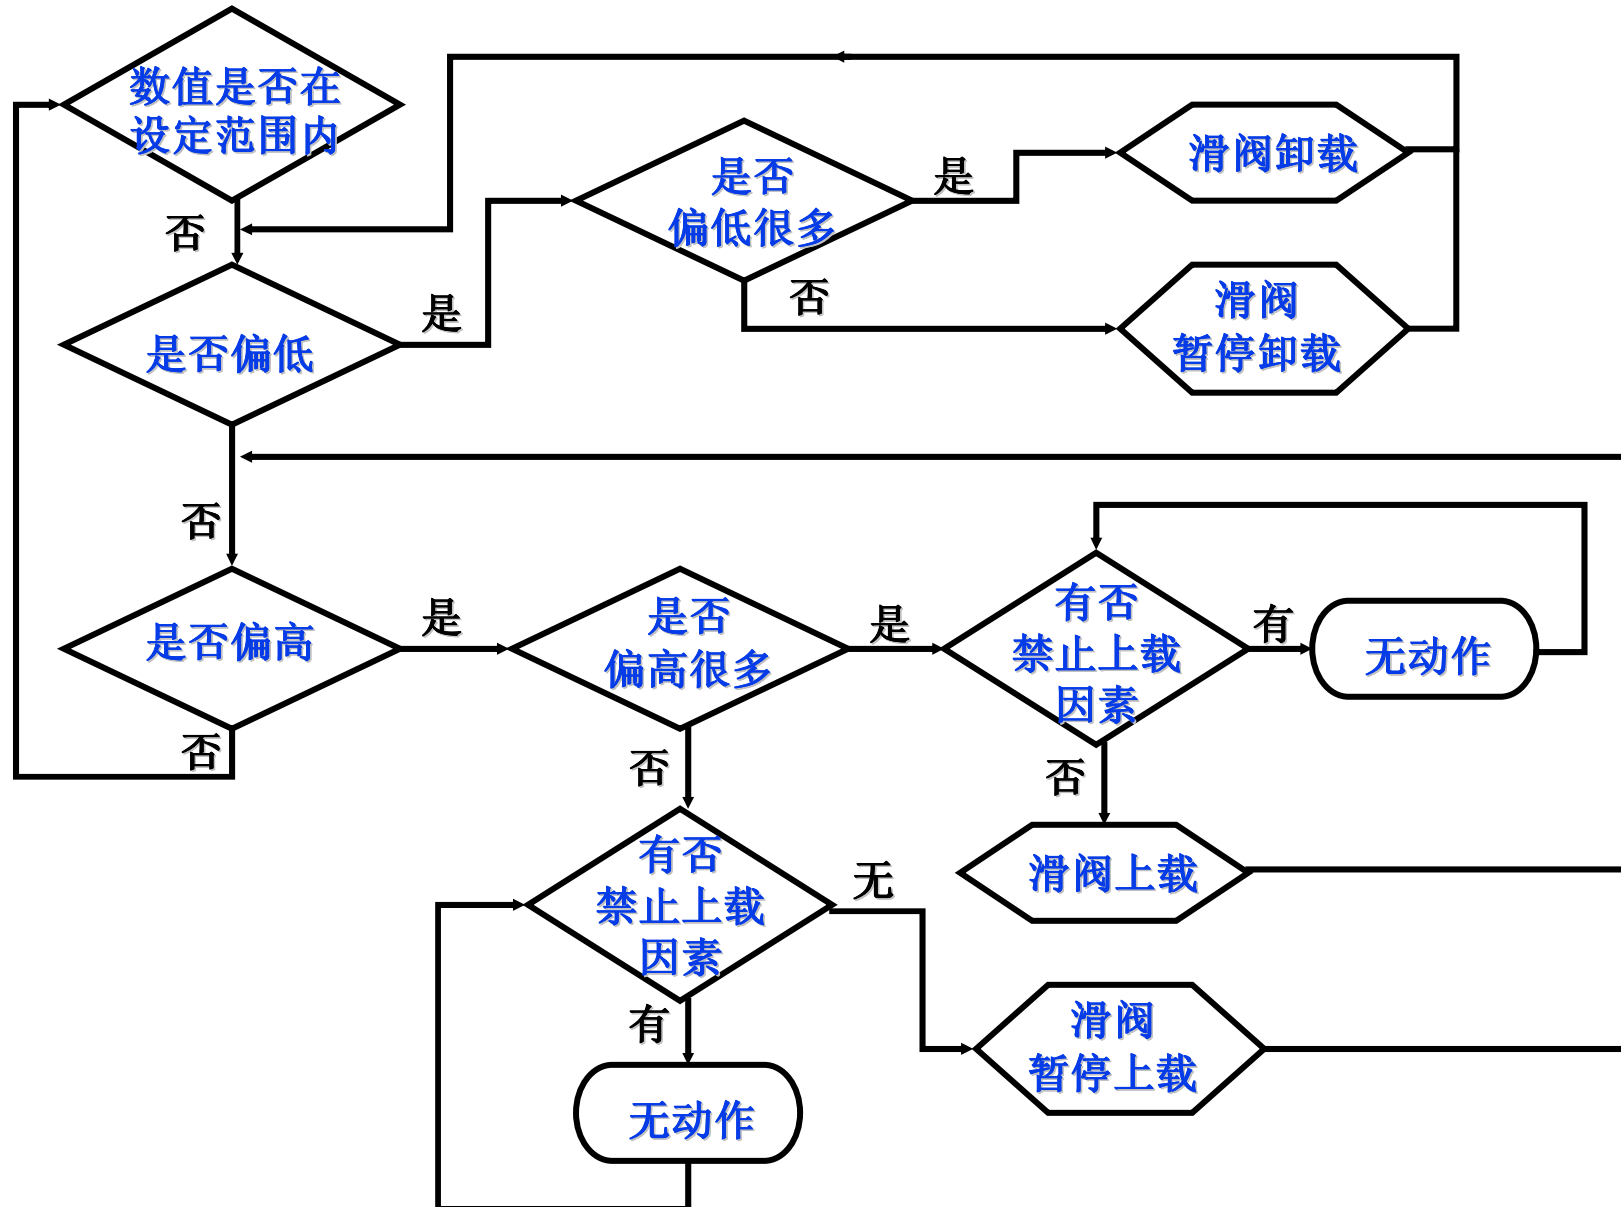 数值是否在
设定范围内
否
是否偏低
是
是否
偏低很多
是
滑阀卸载
否
滑阀
暂停卸载
否
是否偏高
否
是
是否
偏高很多
是
有否
禁止上载
因素
有
无动作
否
滑阀上载
否
有否
禁止上载
因素
无
滑阀
暂停上载
有
无动作